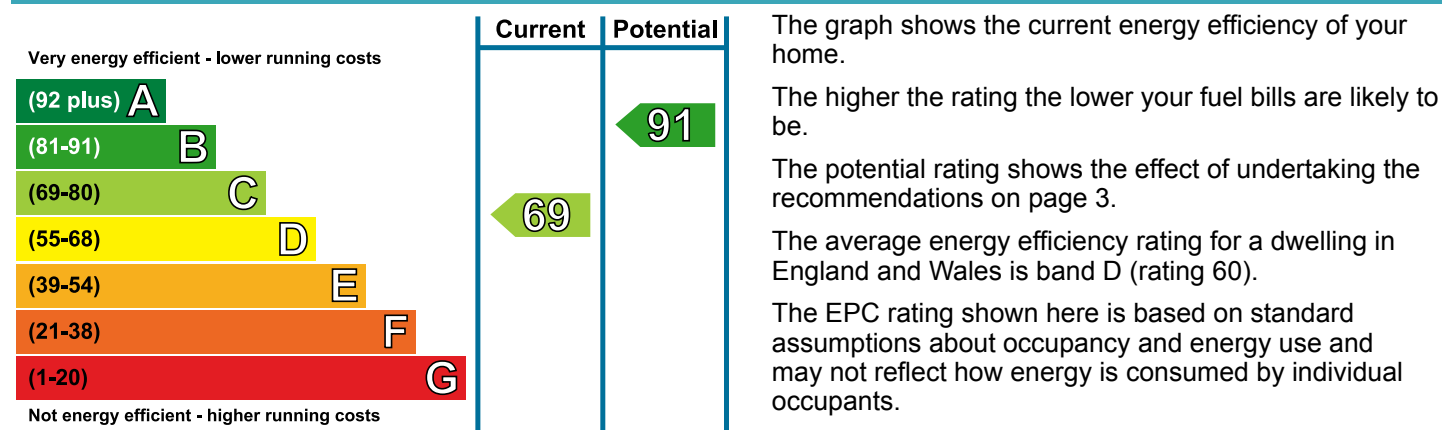 Current Potential
Very energy efficient - lower running costs
(92 plus) A
(81-91) B
(69-80) C
(55-68) D
(39-54) E
(21-38) F
(1-20) G
Not energy efficient - higher running costs
69
91
The graph shows the current energy efficiency of your
home.
The higher the rating the lower your fuel bills are likely to
be.
The potential rating shows the effect of undertaking the
recommendations on page 3.
The average energy efficiency rating for a dwelling in
England and Wales is band D (rating 60).
The EPC rating shown here is based on standard
assumptions about occupancy and energy use and
may not reflect how energy is consumed by individual
occupants.